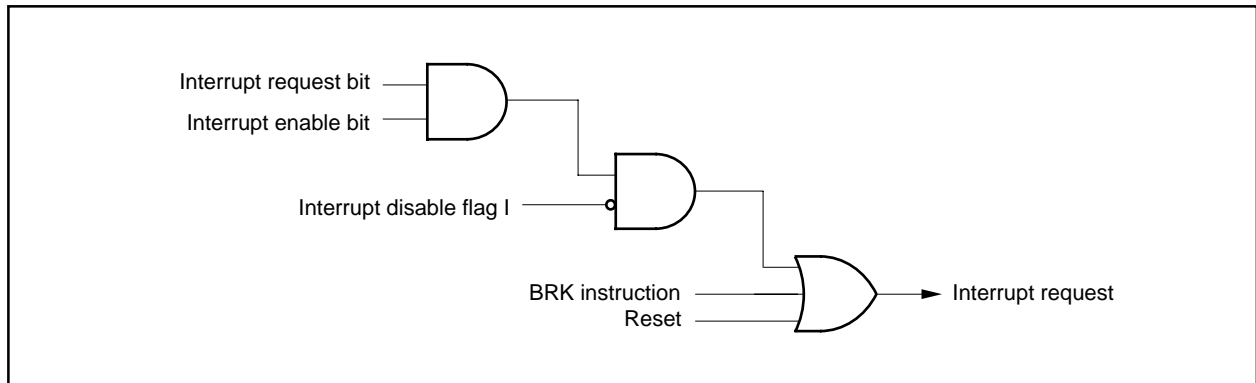 Interrupt request bit
Interrupt enable bit
Interrupt disable flag I
BRK instruction
Reset
Interrupt request